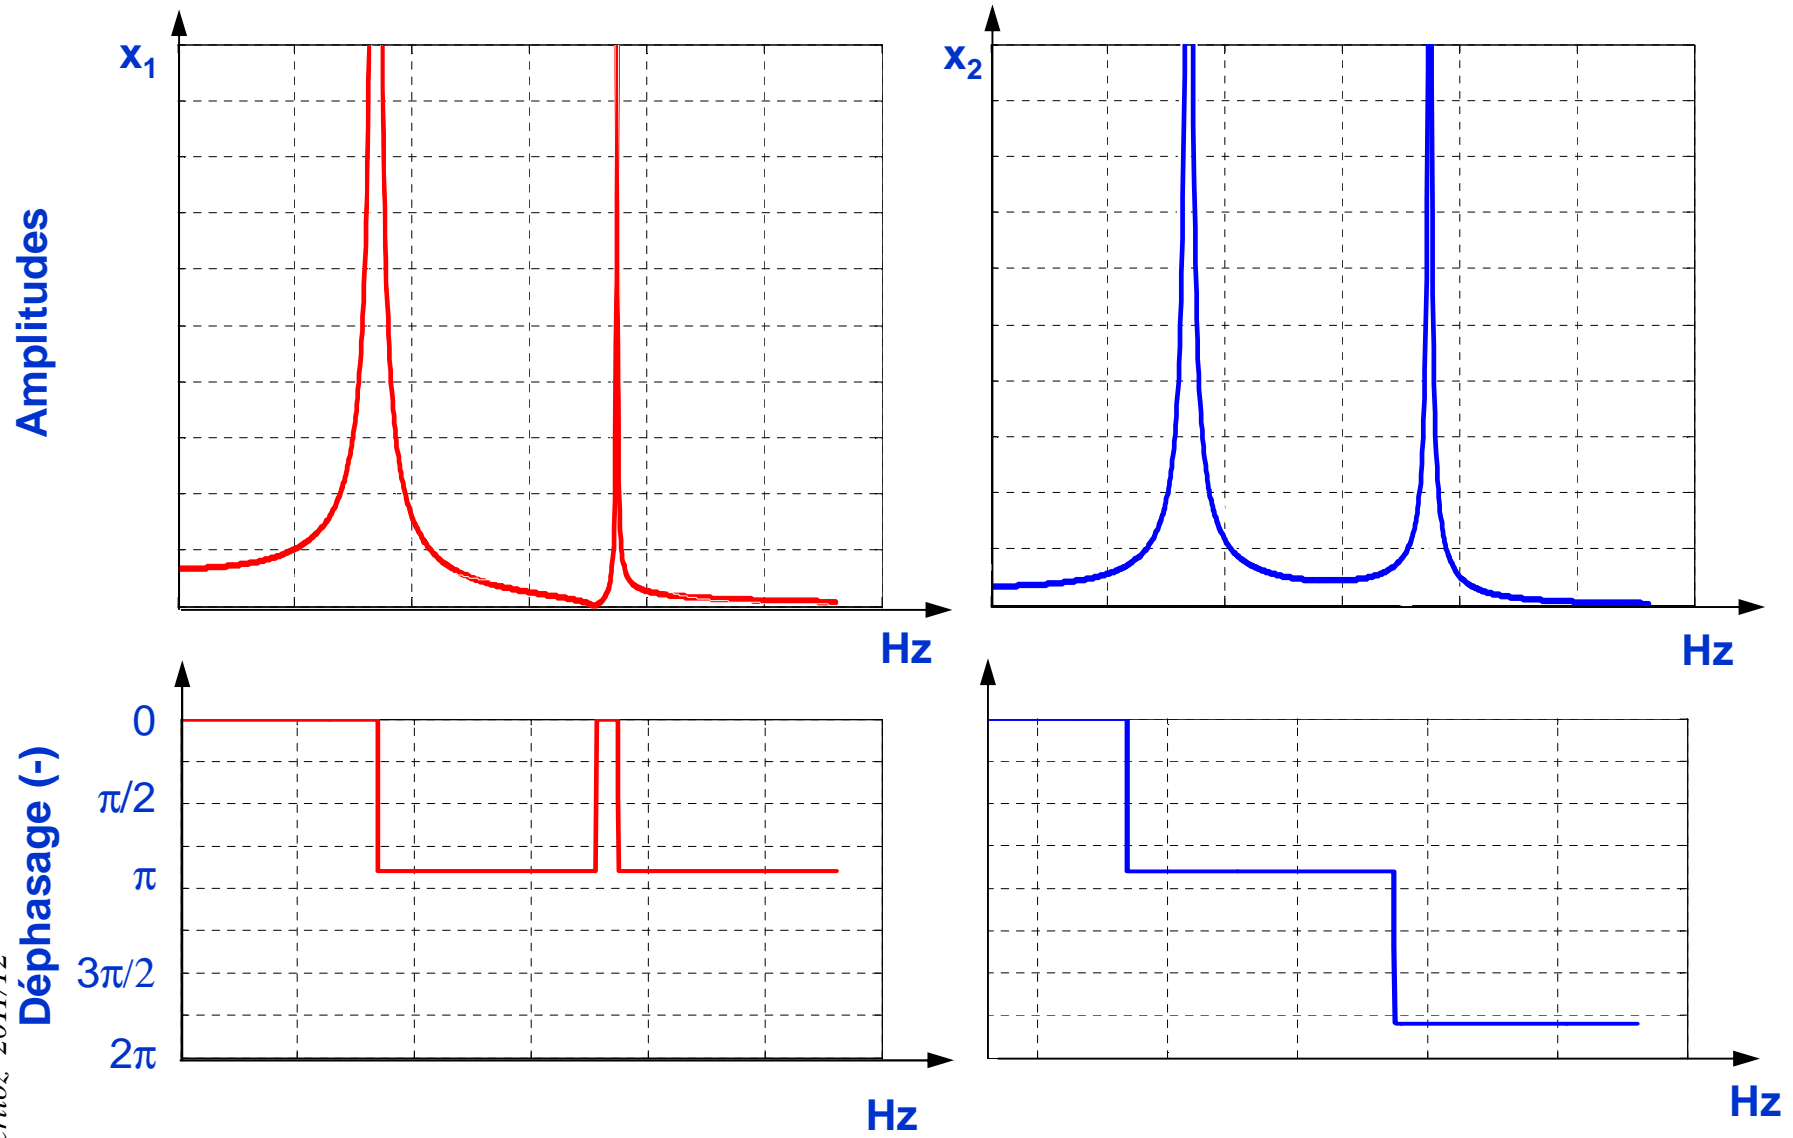 x1
x2
Amplitudes
Hz
Hz
0
π/2
π
3π/2
2π
Déphasage (-)
Hz
Hz